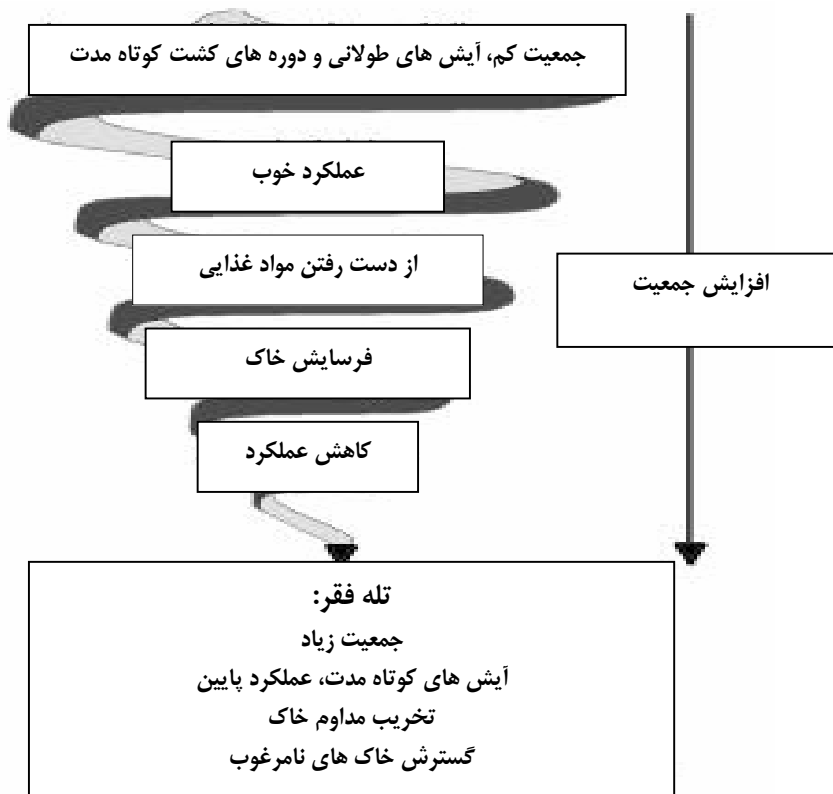 جمعیت کم، آیش های طولانی و دوره های کشت کوتاه مدت
عملکرد خوب
از دست رفتن مواد غذایی
افزایش جمعیت
فرسایش خاک
کاهش عملکرد
تله فقر:
جمعیت زیاد
آیش های کوتاه مدت، عملکرد پایین
تخریب مداوم خاک
گسترش خاک های نامرغوب